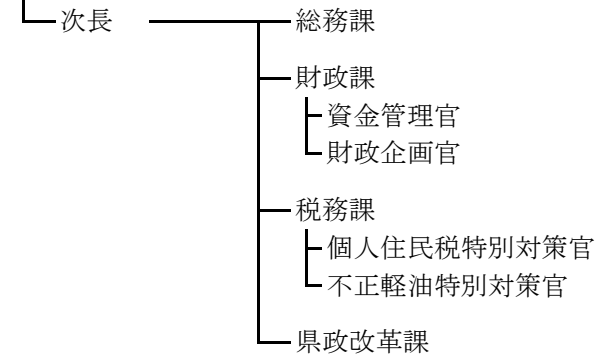 次長 総務課
財政課
資金管理官
財政企画官
税務課
個人住民税特別対策官
不正軽油特別対策官
県政改革課